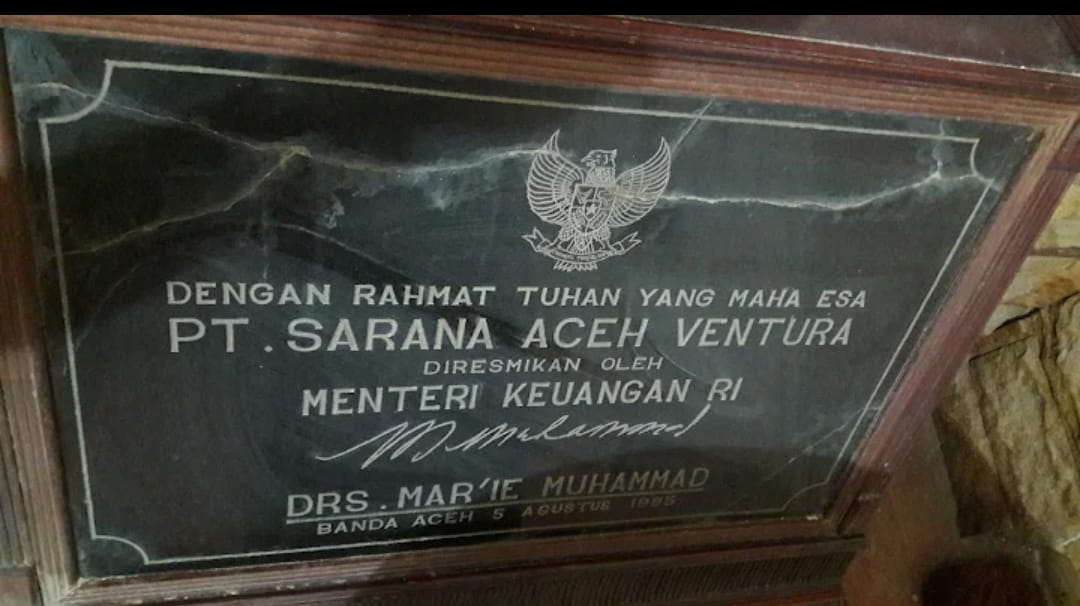 DENGAN RAHMAT TUHAN YANG MAHA ESA
PT. SARANA ACEH VENTURA
DIRESMIKAN OLEH
MENTERI KEUANGAN RI
M. Muhammad
DRS. MAR'IE MUHAMMAD
BANDA ACEH 5 AGUSTUS 1995